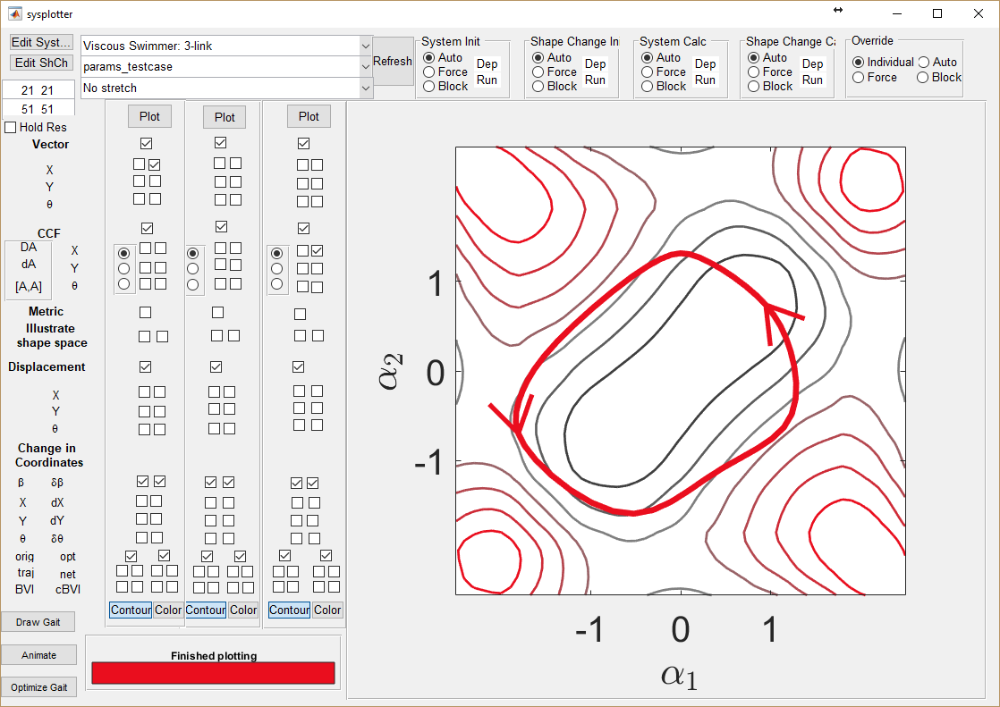 sysplotter
Edit Syst...
Edit ShCh
Viscous Swimmer: 3-link
params_testcase
No stretch
Refresh
System Init
Auto
Force
Block
Dep
Run
Shape Change In
Auto
Force
Block
Dep
Run
System Calc
Auto
Force
Block
Dep
Run
Shape Change Ca
Auto
Force
Block
Dep
Run
Override
Individual Auto
Force Block
21 21
51 51
Hold Res
Plot Plot Plot
Vector
X
Y
θ
CCF
DA X
dA Y
[A,A] θ
Metric
Illustrate
shape space
Displacement
X
Y
θ
Change in
Coordinates
β δβ
X dX
Y dY
θ δθ
orig opt
traj net
BVI cBVI
Contour Color Contour Color Contour Color
Draw Gait
Animate
Optimize Gait
Finished plotting
1
0
-1
α2
-1 0 1
α1